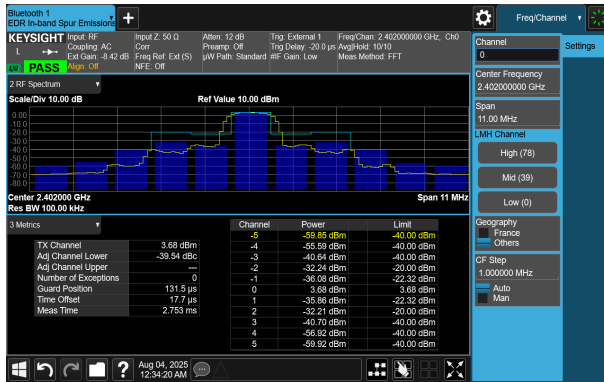 Bluetooth 1
EDR In-band Spur Emissions
Freq/Channel
KEYSIGHT
L
LU PASS
Input: RF
Coupling: AC
Ext Gain: -8.42 dB
Align: Off
Input Z: 50 Ω
Corr
Freq Ref: Ext (S)
NFE: Off
Atten: 12 dB
Preamp: Off
µW Path: Standard
Trig: External 1
Trig Delay: -20.0 µs
#IF Gain: Low
Freq/Chan: 2.402000000 GHz, Ch0
Avg|Hold: 10/10
Meas Method: FFT
2 RF Spectrum
Scale/Div 10.00 dB
Ref Value 10.00 dBm
0.00
-10.0
-20.0
-30.0
-40.0
-50.0
-60.0
-70.0
-80.0
Center 2.402000 GHz
Span 11 MHz
Res BW 100.00 kHz
3 Metrics
TX Channel 3.68 dBm
Adj Channel Lower -39.54 dBc
Adj Channel Upper ---
Number of Exceptions 0
Guard Position 131.5 µs
Time Offset 17.7 µs
Meas Time 2.753 ms
Channel Power Limit
-5 -59.85 dBm -40.00 dBm
-4 -55.59 dBm -40.00 dBm
-3 -40.64 dBm -40.00 dBm
-2 -32.24 dBm -20.00 dBm
-1 -36.08 dBm -22.32 dBm
0 3.68 dBm 3.68 dBm
1 -35.86 dBm -22.32 dBm
2 -32.21 dBm -20.00 dBm
3 -40.70 dBm -40.00 dBm
4 -56.92 dBm -40.00 dBm
5 -59.92 dBm -40.00 dBm
Channel
0
Settings
Center Frequency
2.402000000 GHz
Span
11.00 MHz
LMH Channel
High (78)
Mid (39)
Low (0)
Geography
France
Others
CF Step
1.000000 MHz
Auto
Man
?
Aug 04, 2025
12:34:20 AM